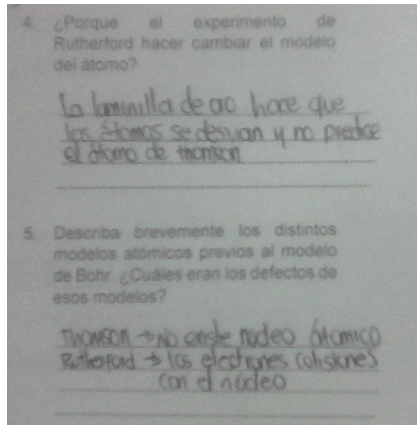 4. ¿Porque el experimento de
Rutherford hacer cambiar el modelo
del átomo?
la laminilla de oro hace que
los átomos se desvian y no predice
el átomo de thomson
5. Describa brevemente los distintos
modelos atómicos previos al modelo
de Bohr. ¿Cuáles eran los defectos de
esos modelos?
THOMSON → no existe nucleo átomico
Rutherford → los electrones colisiones
con el núcleo